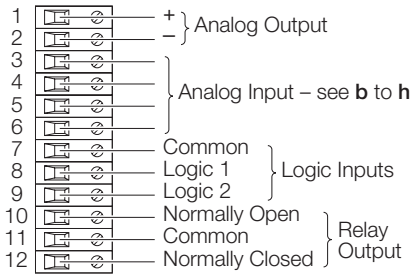 1 +
2 – Analog Output
3
4
Analog Input – see b to h
5
6
7 Common
8 Logic 1 Logic Inputs
9 Logic 2
10 Normally Open
11 Common Relay
12 Normally Closed Output